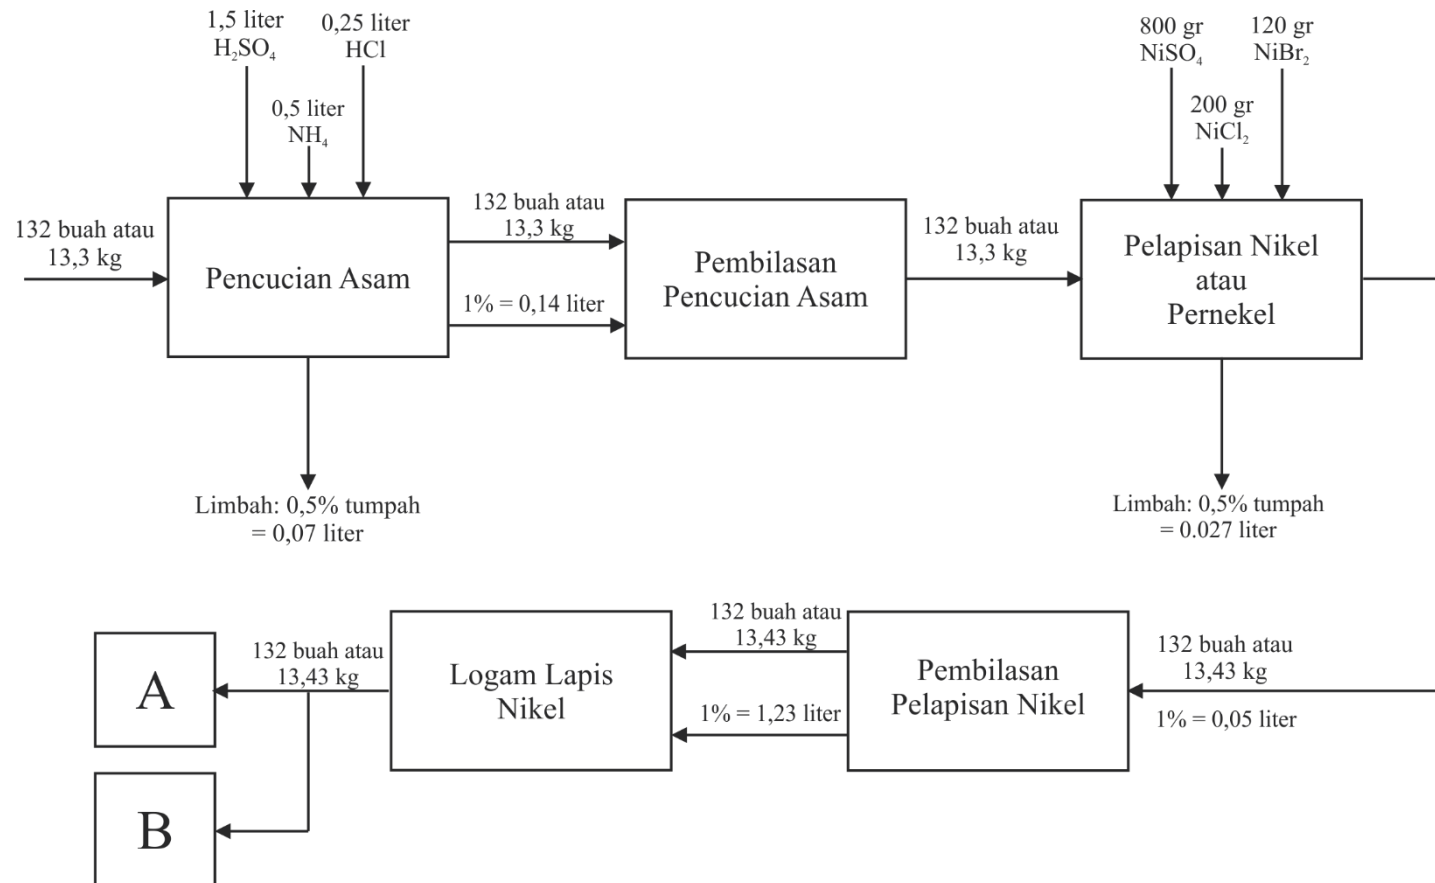 1,5 liter
H₂SO₄
0,25 liter
HCl
0,5 liter
NH₄
132 buah atau
13,3 kg
Pencucian Asam
132 buah atau
13,3 kg
1% = 0,14 liter
Limbah: 0,5% tumpah
= 0,07 liter
Pembilasan
Pencucian Asam
132 buah atau
13,3 kg
800 gr
NiSO₄
120 gr
NiBr₂
200 gr
NiCl₂
Pelapisan Nikel
atau
Pernekel
Limbah: 0,5% tumpah
= 0.027 liter
132 buah atau
13,43 kg
1% = 0,05 liter
Pembilasan
Pelapisan Nikel
132 buah atau
13,43 kg
1% = 1,23 liter
Logam Lapis
Nikel
132 buah atau
13,43 kg
A
B